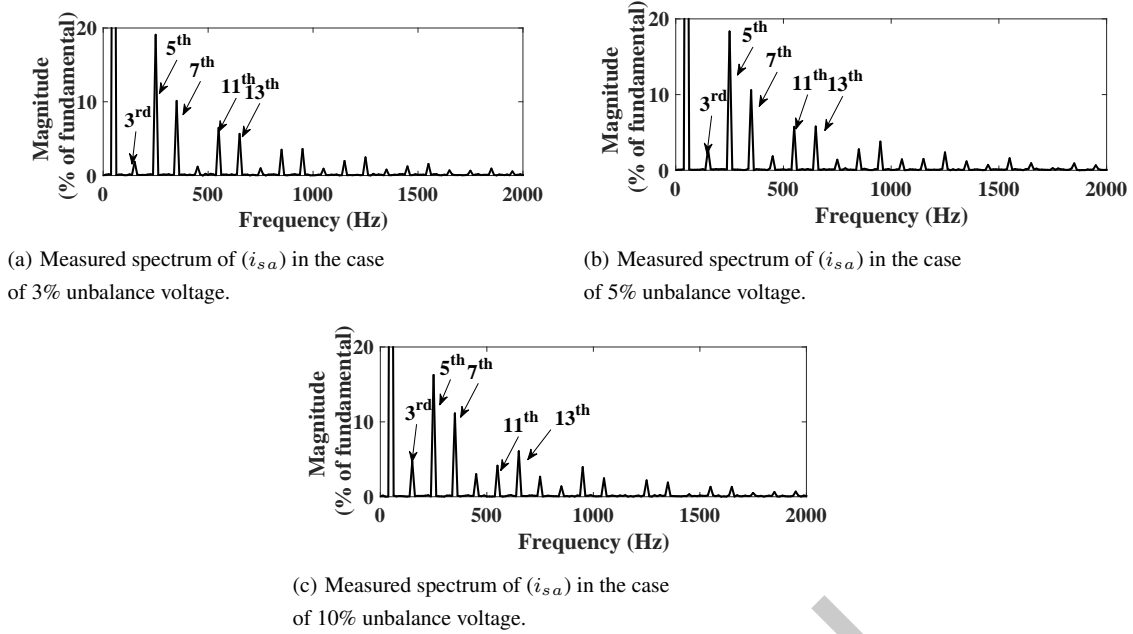 Magnitude
(% of fundamental)
20
10
0
5th
7th
3rd
11th
13th
0 500 1000 1500 2000
Frequency (Hz)
(a) Measured spectrum of (isa) in the case
of 3% unbalance voltage.
Magnitude
(% of fundamental)
20
10
0
5th
7th
3rd
11th
13th
0 500 1000 1500 2000
Frequency (Hz)
(b) Measured spectrum of (isa) in the case
of 5% unbalance voltage.
Magnitude
(% of fundamental)
20
10
0
5th
7th
3rd
11th
13th
0 500 1000 1500 2000
Frequency (Hz)
(c) Measured spectrum of (isa) in the case
of 10% unbalance voltage.